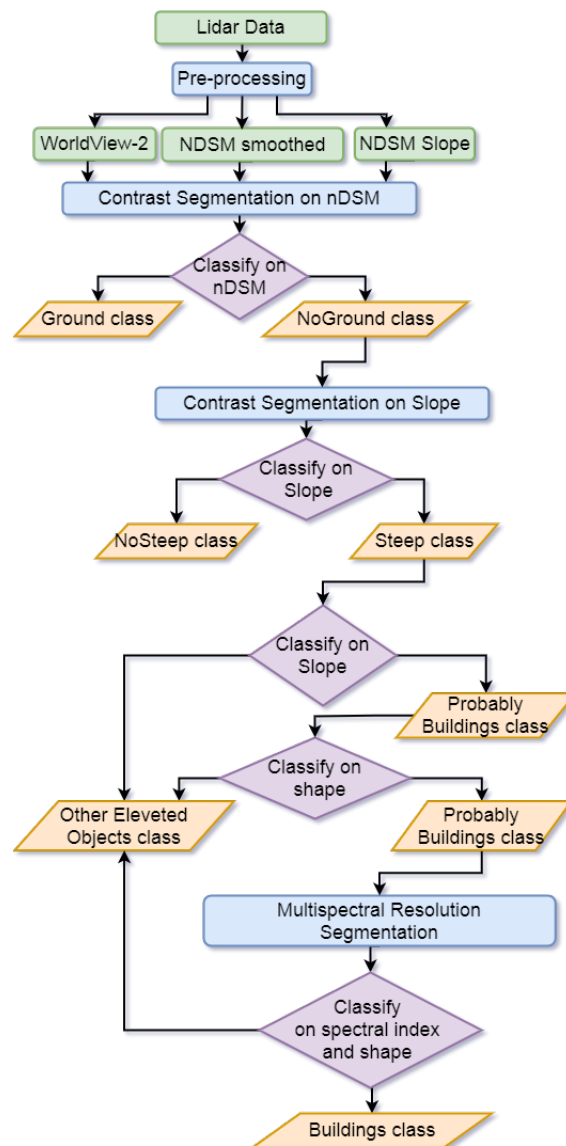 Lidar Data
Pre-processing
WorldView-2
NDSM smoothed
NDSM Slope
Contrast Segmentation on nDSM
Classify on
nDSM
Ground class
NoGround class
Contrast Segmentation on Slope
Classify on
Slope
NoSteep class
Steep class
Classify on
Slope
Probably
Buildings class
Classify on
shape
Other Eleveted
Objects class
Probably
Buildings class
Multispectral Resolution
Segmentation
Classify
on spectral index
and shape
Buildings class